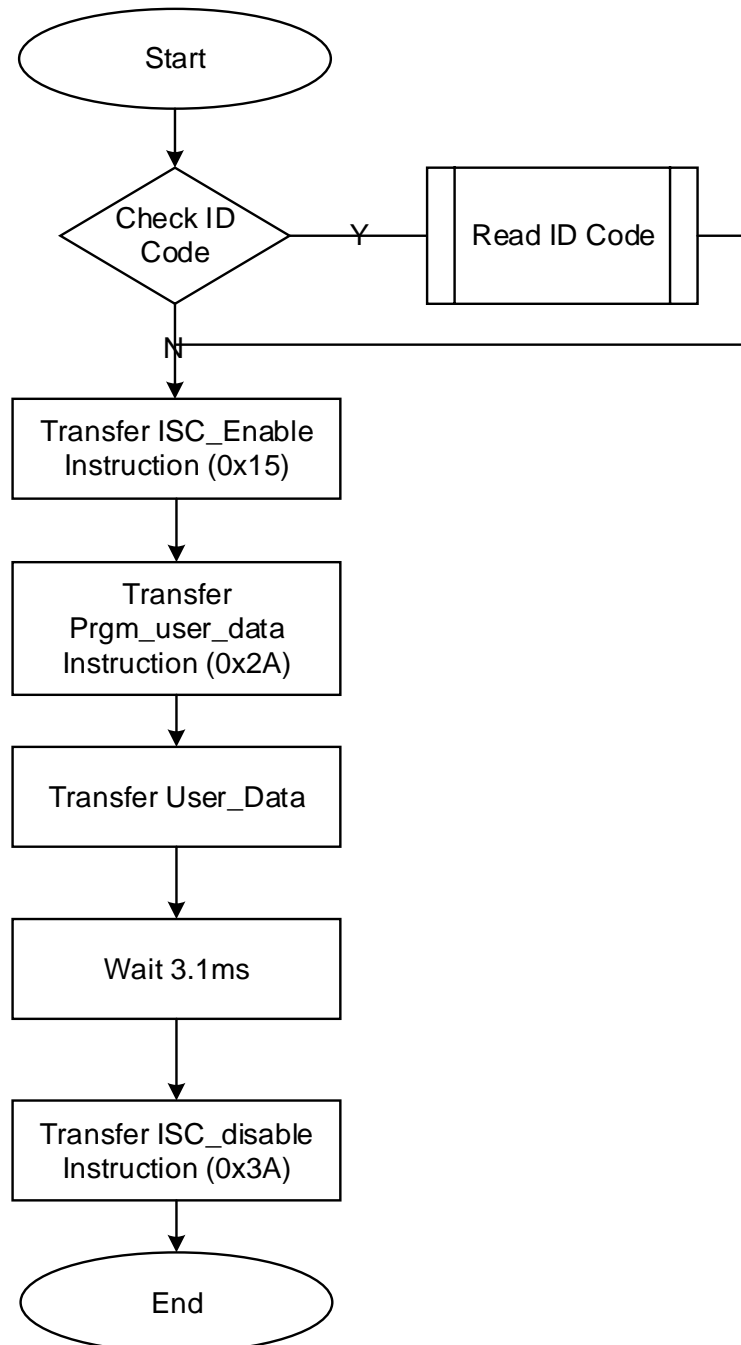 Start
Check ID
Code
Y
Read ID Code
N
Transfer ISC_Enable
Instruction (0x15)
Transfer
Prgm_user_data
Instruction (0x2A)
Transfer User_Data
Wait 3.1ms
Transfer ISC_disable
Instruction (0x3A)
End